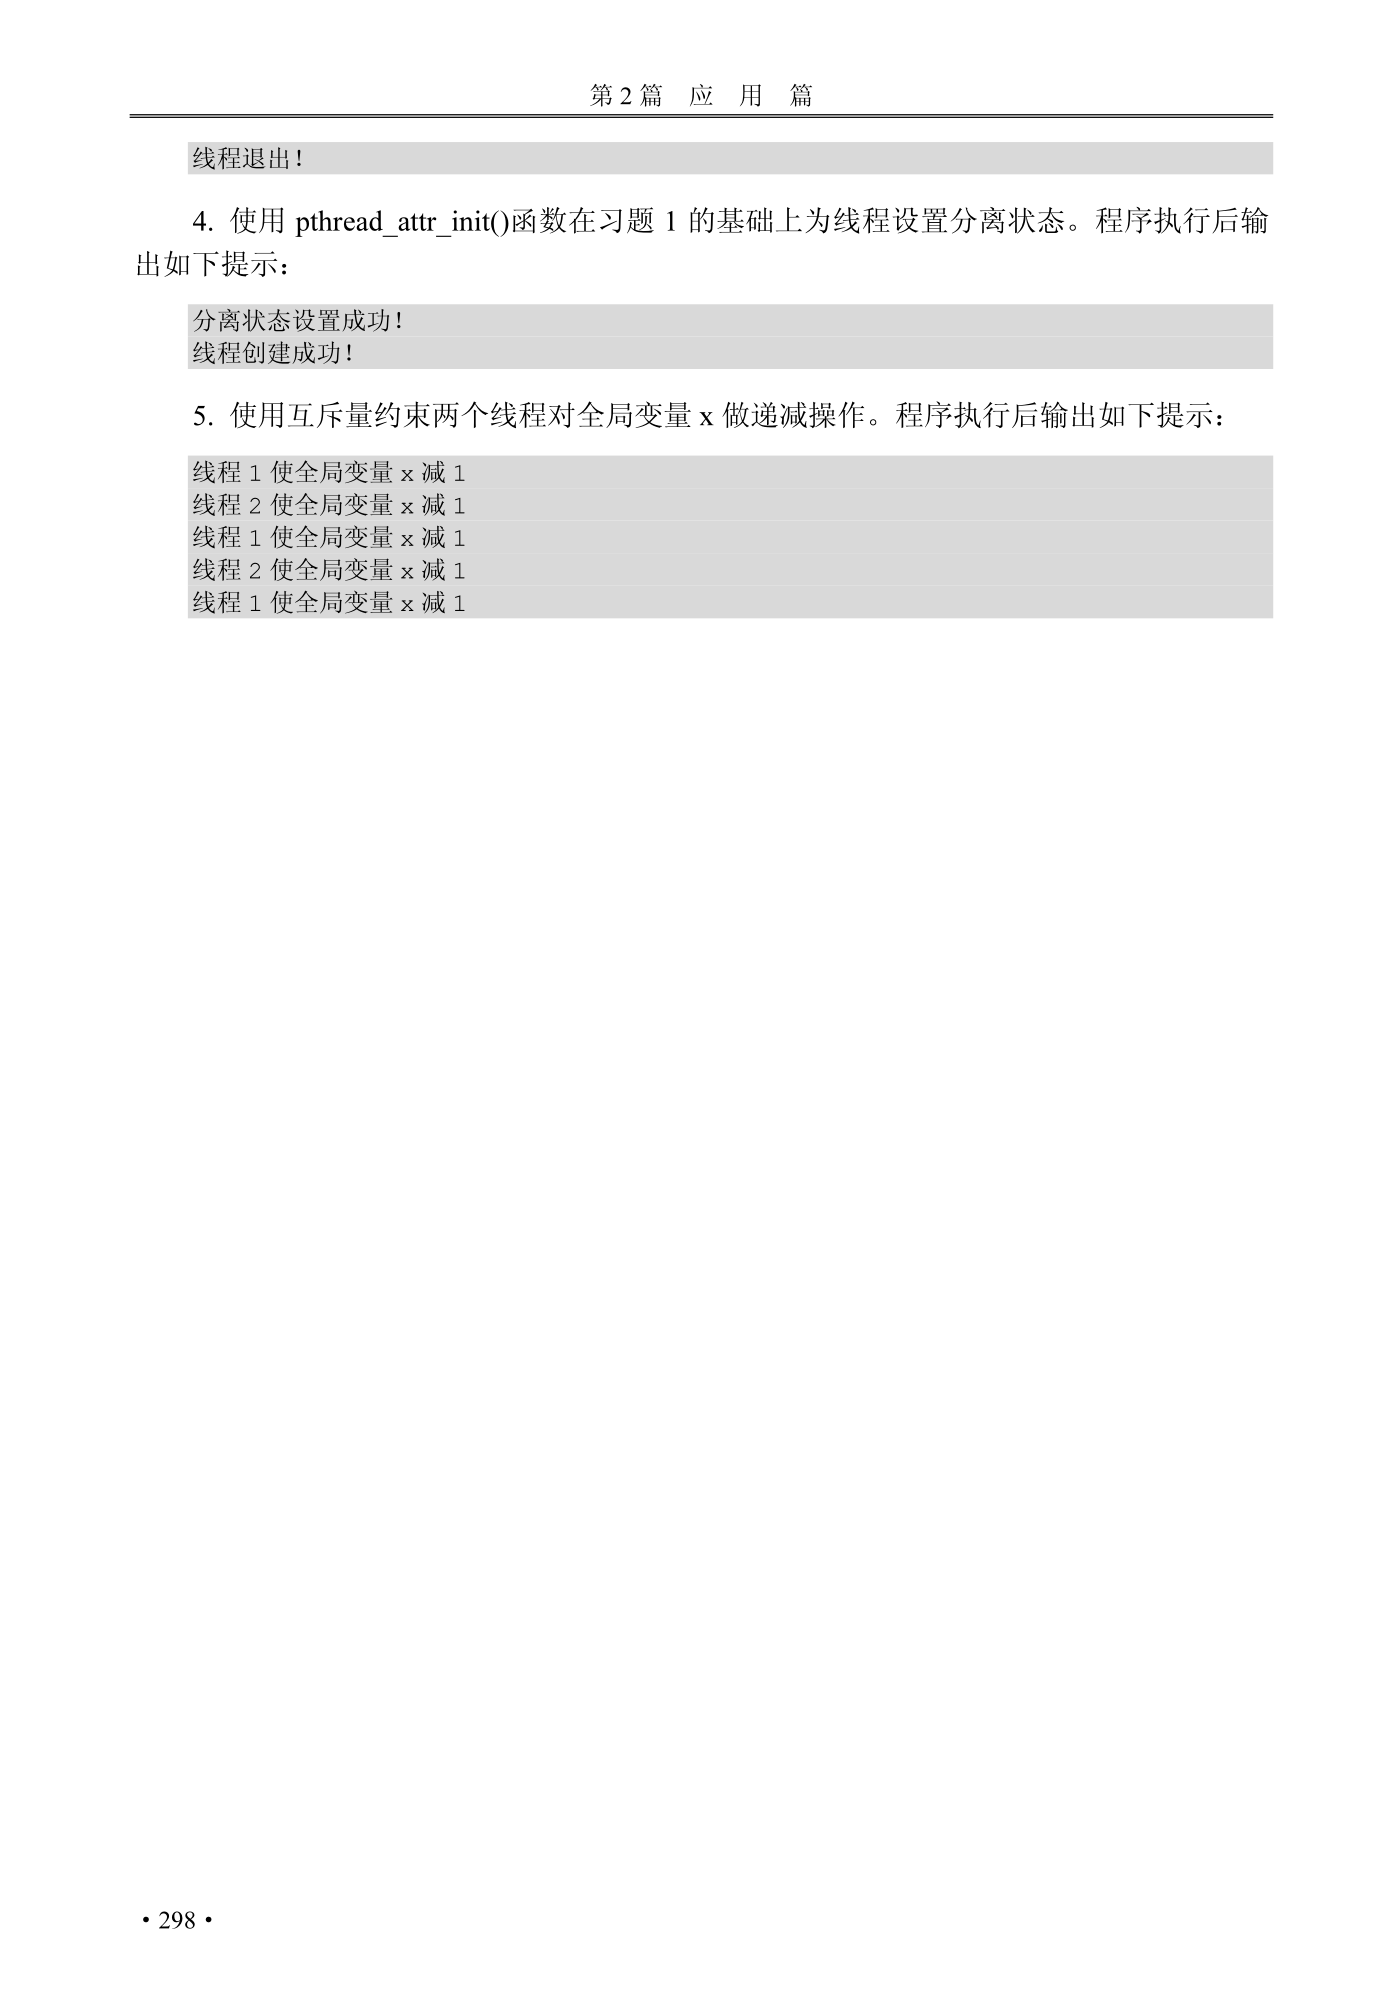 第 2 篇　应　用　篇
线程退出!
4. 使用 pthread_attr_init()函数在习题 1 的基础上为线程设置分离状态。程序执行后输
出如下提示：
分离状态设置成功!
线程创建成功!
5. 使用互斥量约束两个线程对全局变量 x 做递减操作。程序执行后输出如下提示：
线程 1 使全局变量 x 减 1
线程 2 使全局变量 x 减 1
线程 1 使全局变量 x 减 1
线程 2 使全局变量 x 减 1
线程 1 使全局变量 x 减 1
• 298 •